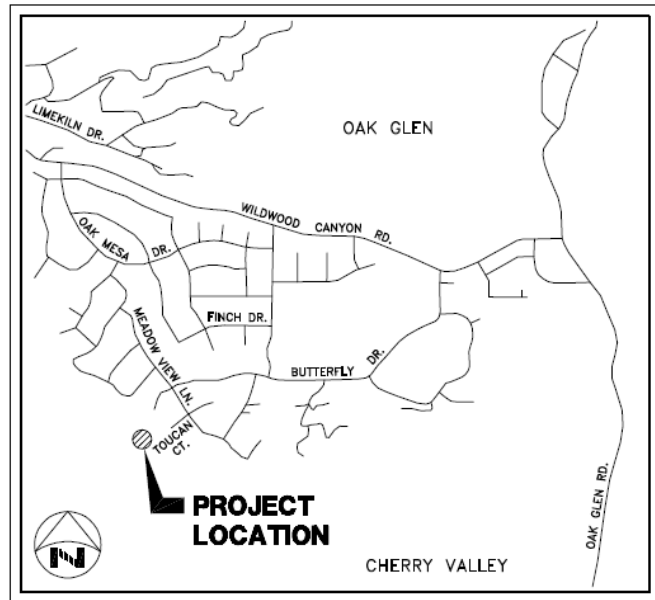 LIMEKILN DR.
OAK GLEN
WILDWOOD CANYON RD.
OAK MESA DR.
FINCH DR.
MEADOW VIEW LN.
BUTTERFLY DR.
TOUCAN CT.
PROJECT
LOCATION
OAK GLEN RD.
CHERRY VALLEY
N